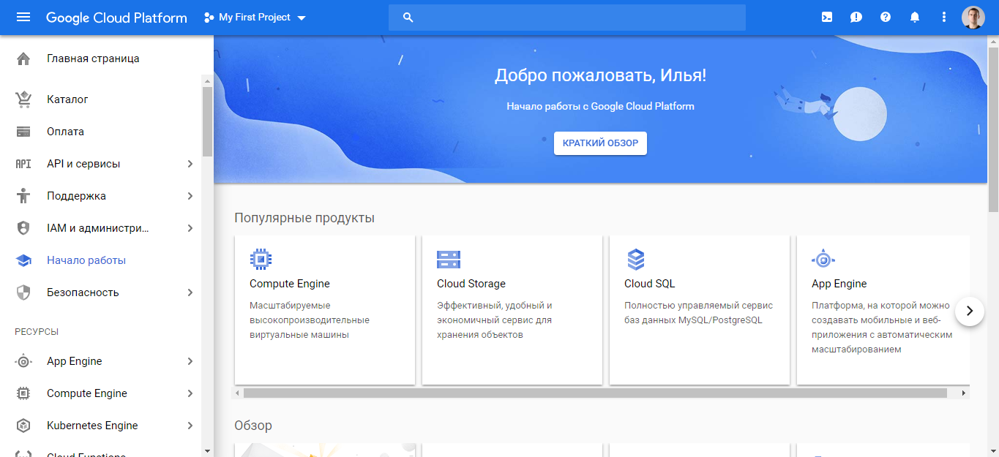 Google Cloud Platform
My First Project
Главная страница
Каталог
Оплата
API
API и сервисы
Поддержка
IAM и администри...
Начало работы
Безопасность
РЕСУРСЫ
App Engine
Compute Engine
Kubernetes Engine
Cloud Functions
Добро пожаловать, Илья!
Начало работы с Google Cloud Platform
КРАТКИЙ ОБЗОР
Популярные продукты
Compute Engine
Масштабируемые
высокопроизводительные
виртуальные машины
Cloud Storage
Эффективный, удобный и
экономичный сервис для
хранения объектов
Cloud SQL
Полностью управляемый сервис
баз данных MySQL/PostgreSQL
App Engine
Платформа, на которой можно
создавать мобильные и веб-
приложения с автоматическим
масштабированием
Обзор